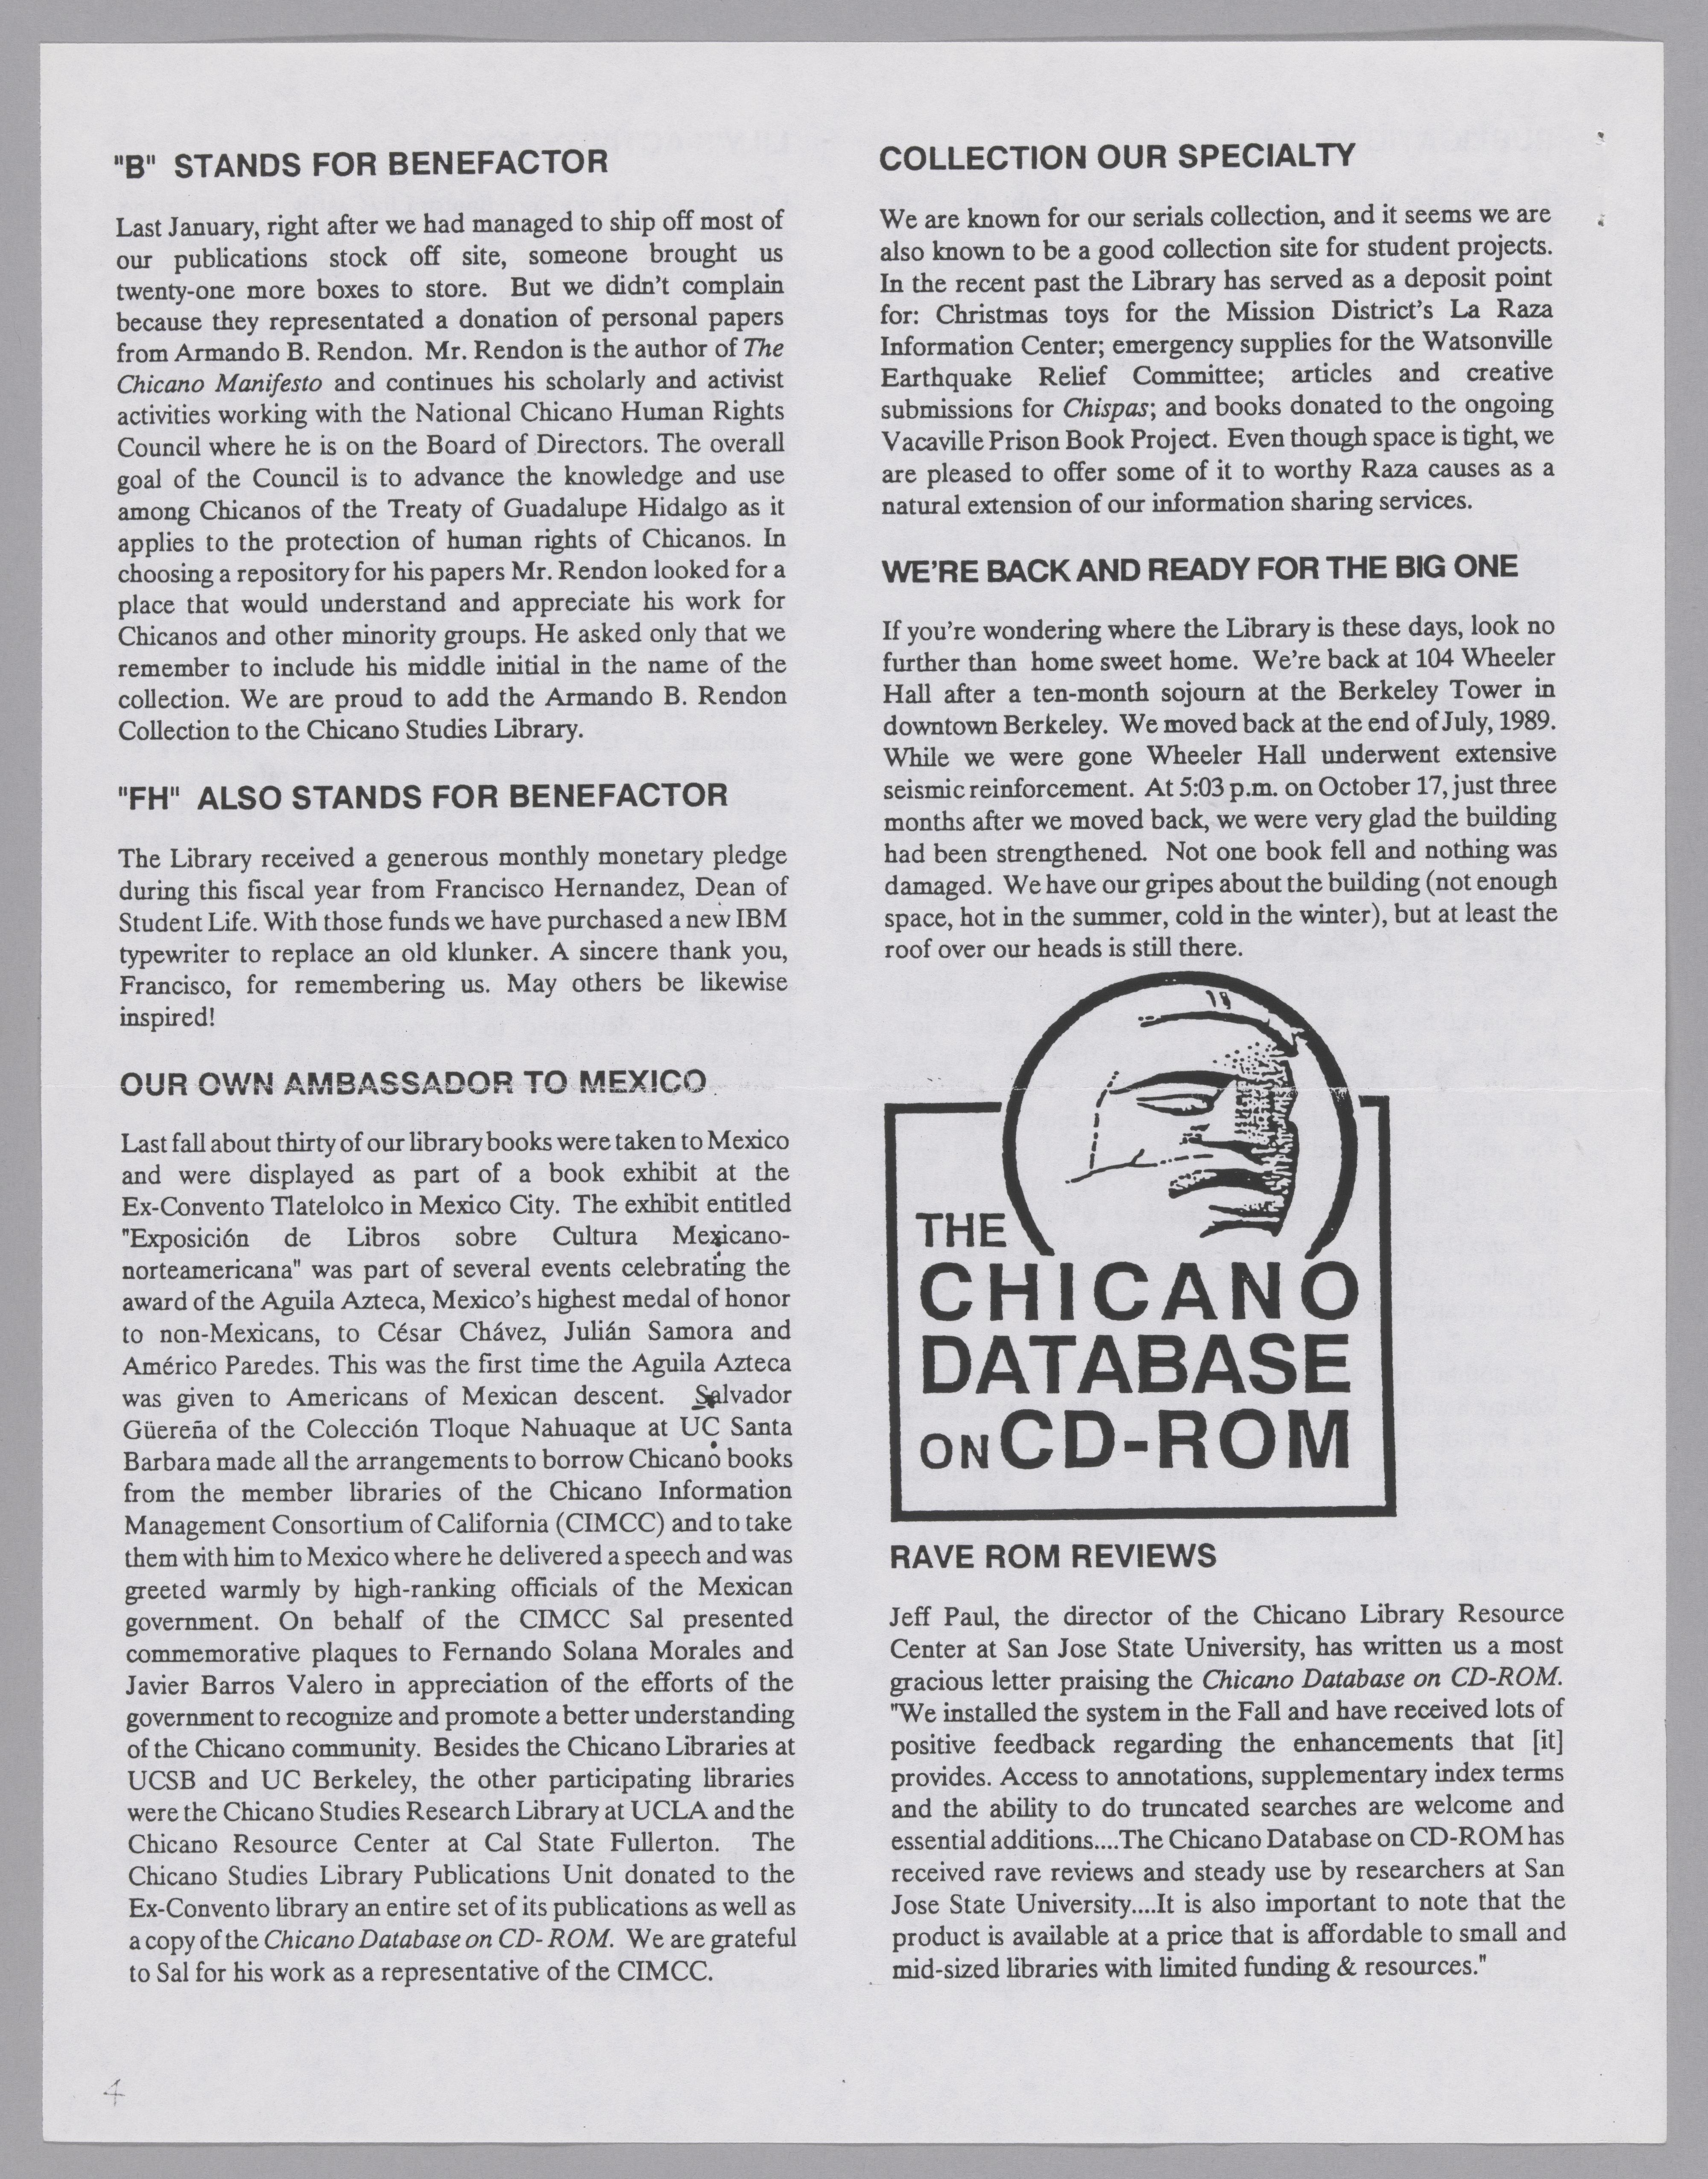 "B" STANDS FOR BENEFACTOR
Last January, right after we had managed to ship off most of
our publications stock off site, someone brought us
twenty-one more boxes to store. But we didn't complain
because they representated a donation of personal papers
from Armando B. Rendon. Mr. Rendon is the author of The
Chicano Manifesto and continues his scholarly and activist
activities working with the National Chicano Human Rights
Council where he is on the Board of Directors. The overall
goal of the Council is to advance the knowledge and use
among Chicanos of the Treaty of Guadalupe Hidalgo as it
applies to the protection of human rights of Chicanos. In
choosing a repository for his papers Mr. Rendon looked for a
place that would understand and appreciate his work for
Chicanos and other minority groups. He asked only that we
remember to include his middle initial in the name of the
collection. We are proud to add the Armando B. Rendon
Collection to the Chicano Studies Library.
"FH" ALSO STANDS FOR BENEFACTOR
The Library received a generous monthly monetary pledge
during this fiscal year from Francisco Hernandez, Dean of
Student Life. With those funds we have purchased a new IBM
typewriter to replace an old klunker. A sincere thank you,
Francisco, for remembering us. May others be likewise
inspired!
OUR OWN AMBASSADOR TO MEXICO
Last fall about thirty of our library books were taken to Mexico
and were displayed as part of a book exhibit at the
Ex-Convento Tlatelolco in Mexico City. The exhibit entitled
"Exposición de Libros sobre Cultura Mexicano-
norteamericana" was part of several events celebrating the
award of the Aguila Azteca, Mexico's highest medal of honor
to non-Mexicans, to César Chávez, Julián Samora and
Américo Paredes. This was the first time the Aguila Azteca
was given to Americans of Mexican descent. Salvador
Güereña of the Colección Tloque Nahuaque at UC Santa
Barbara made all the arrangements to borrow Chicano books
from the member libraries of the Chicano Information
Management Consortium of California (CIMCC) and to take
them with him to Mexico where he delivered a speech and was
greeted warmly by high-ranking officials of the Mexican
government. On behalf of the CIMCC Sal presented
commemorative plaques to Fernando Solana Morales and
Javier Barros Valero in appreciation of the efforts of the
government to recognize and promote a better understanding
of the Chicano community. Besides the Chicano Libraries at
UCSB and UC Berkeley, the other participating libraries
were the Chicano Studies Research Library at UCLA and the
Chicano Resource Center at Cal State Fullerton. The
Chicano Studies Library Publications Unit donated to the
Ex-Convento library an entire set of its publications as well as
a copy of the Chicano Database on CD- ROM. We are grateful
to Sal for his work as a representative of the CIMCC.
4
COLLECTION OUR SPECIALTY
We are known for our serials collection, and it seems we are
also known to be a good collection site for student projects.
In the recent past the Library has served as a deposit point
for: Christmas toys for the Mission District's La Raza
Information Center; emergency supplies for the Watsonville
Earthquake Relief Committee; articles and creative
submissions for Chispas; and books donated to the ongoing
Vacaville Prison Book Project. Even though space is tight, we
are pleased to offer some of it to worthy Raza causes as a
natural extension of our information sharing services.
WE'RE BACK AND READY FOR THE BIG ONE
If you're wondering where the Library is these days, look no
further than home sweet home. We're back at 104 Wheeler
Hall after a ten-month sojourn at the Berkeley Tower in
downtown Berkeley. We moved back at the end of July, 1989.
While we were gone Wheeler Hall underwent extensive
seismic reinforcement. At 5:03 p.m. on October 17, just three
months after we moved back, we were very glad the building
had been strengthened. Not one book fell and nothing was
damaged. We have our gripes about the building (not enough
space, hot in the summer, cold in the winter), but at least the
roof over our heads is still there.
THE
CHICANO
DATABASE
ON CD-ROM
RAVE ROM REVIEWS
Jeff Paul, the director of the Chicano Library Resource
Center at San Jose State University, has written us a most
gracious letter praising the Chicano Database on CD-ROM.
"We installed the system in the Fall and have received lots of
positive feedback regarding the enhancements that [it]
provides. Access to annotations, supplementary index terms
and the ability to do truncated searches are welcome and
essential additions....The Chicano Database on CD-ROM has
received rave reviews and steady use by researchers at San
Jose State University....It is also important to note that the
product is available at a price that is affordable to small and
mid-sized libraries with limited funding & resources."